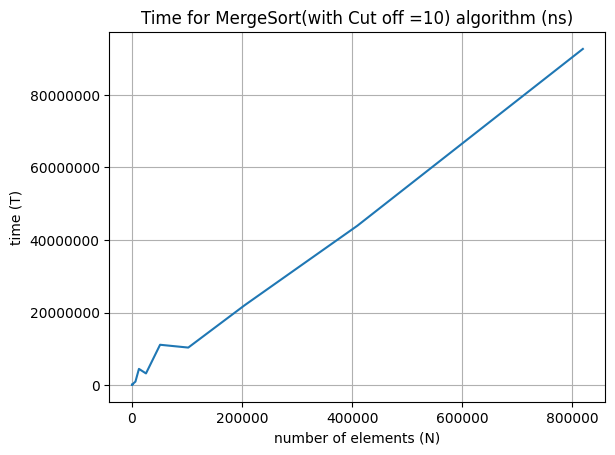 Time for MergeSort(with Cut off =10) algorithm (ns)
80000000
60000000
40000000
20000000
0
time (T)
0 200000 400000 600000 800000
number of elements (N)